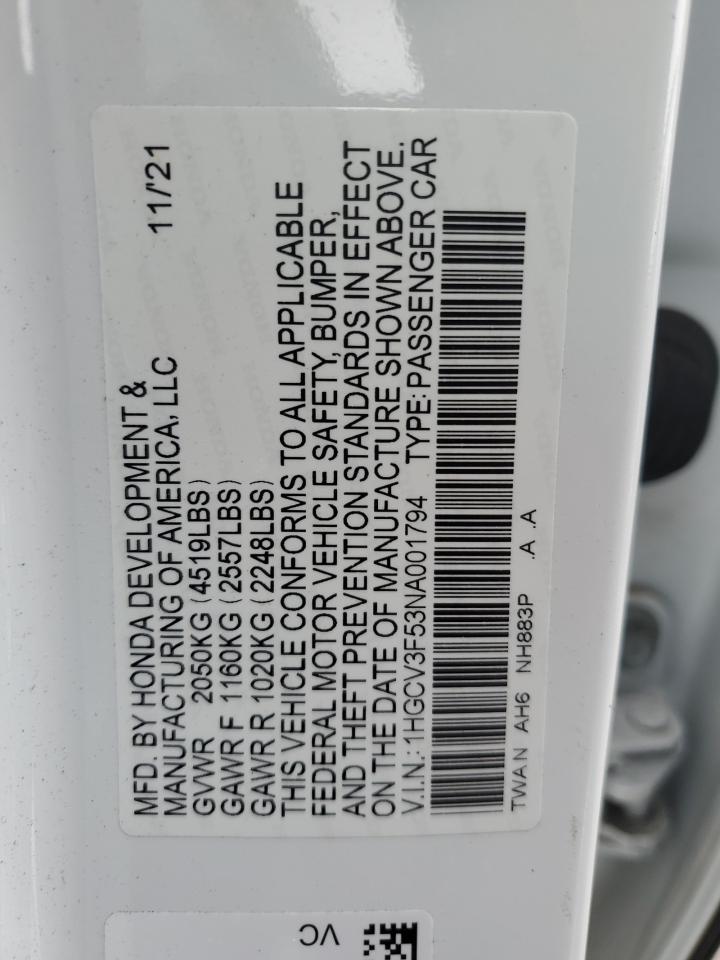 MFD. BY HONDA DEVELOPMENT & 11/'21
MANUFACTURING OF AMERICA, LLC
GVWR 2050KG (4519LBS)
GAWR F 1160KG (2557LBS)
GAWR R 1020KG (2248LBS)
THIS VEHICLE CONFORMS TO ALL APPLICABLE
FEDERAL MOTOR VEHICLE SAFETY, BUMPER,
AND THEFT PREVENTION STANDARDS IN EFFECT
ON THE DATE OF MANUFACTURE SHOWN ABOVE.
V.I.N.: 1HGCV3F53NA001794 TYPE: PASSENGER CAR
TWAN AH6 NH883P .A .A
VC